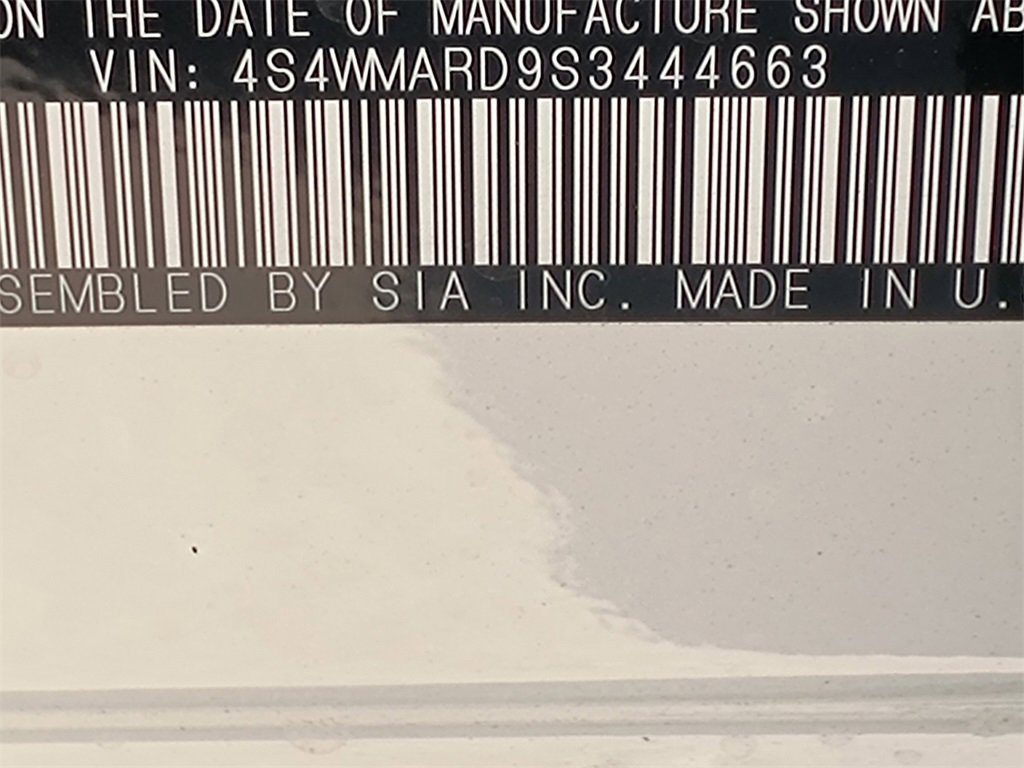 ON THE DATE OF MANUFACTURE SHOWN AB
VIN: 4S4WMARD9S3444663
SEMBLED BY SIA INC. MADE IN U.